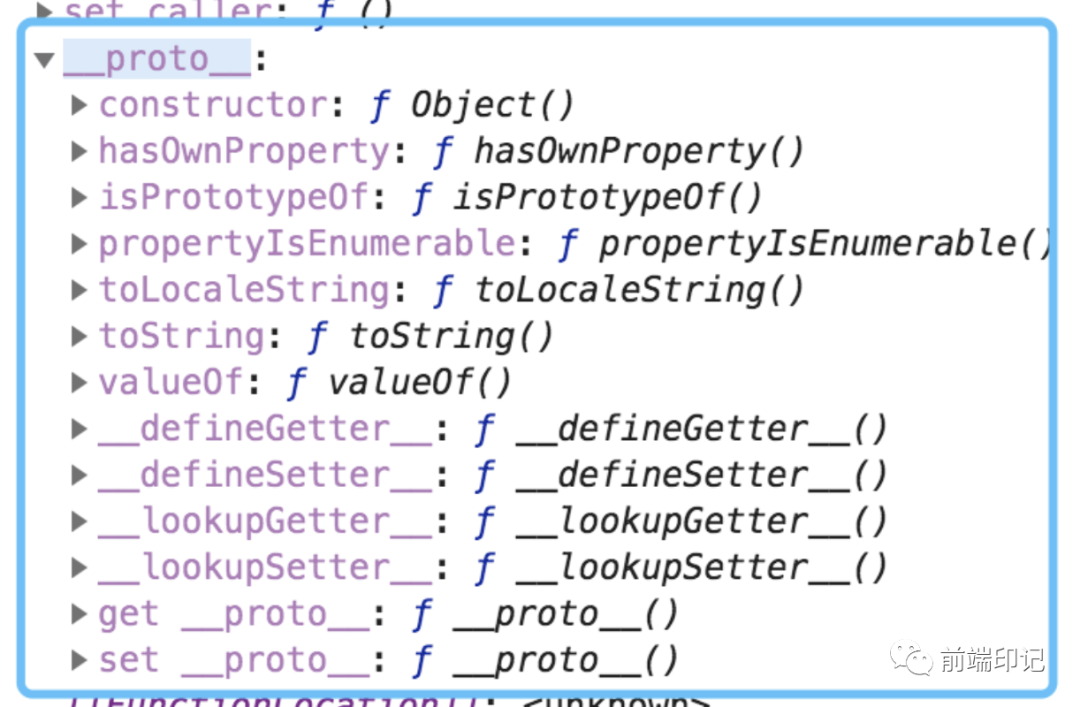 set caller: ƒ ()
__proto__:
constructor: ƒ Object()
hasOwnProperty: ƒ hasOwnProperty()
isPrototypeOf: ƒ isPrototypeOf()
propertyIsEnumerable: ƒ propertyIsEnumerable()
toLocaleString: ƒ toLocaleString()
toString: ƒ toString()
valueOf: ƒ valueOf()
__defineGetter__: ƒ __defineGetter__()
__defineSetter__: ƒ __defineSetter__()
__lookupGetter__: ƒ __lookupGetter__()
__lookupSetter__: ƒ __lookupSetter__()
get __proto__: ƒ __proto__()
set __proto__: ƒ __proto__()
前端印记
[[FunctionLocation]]: <unknown>